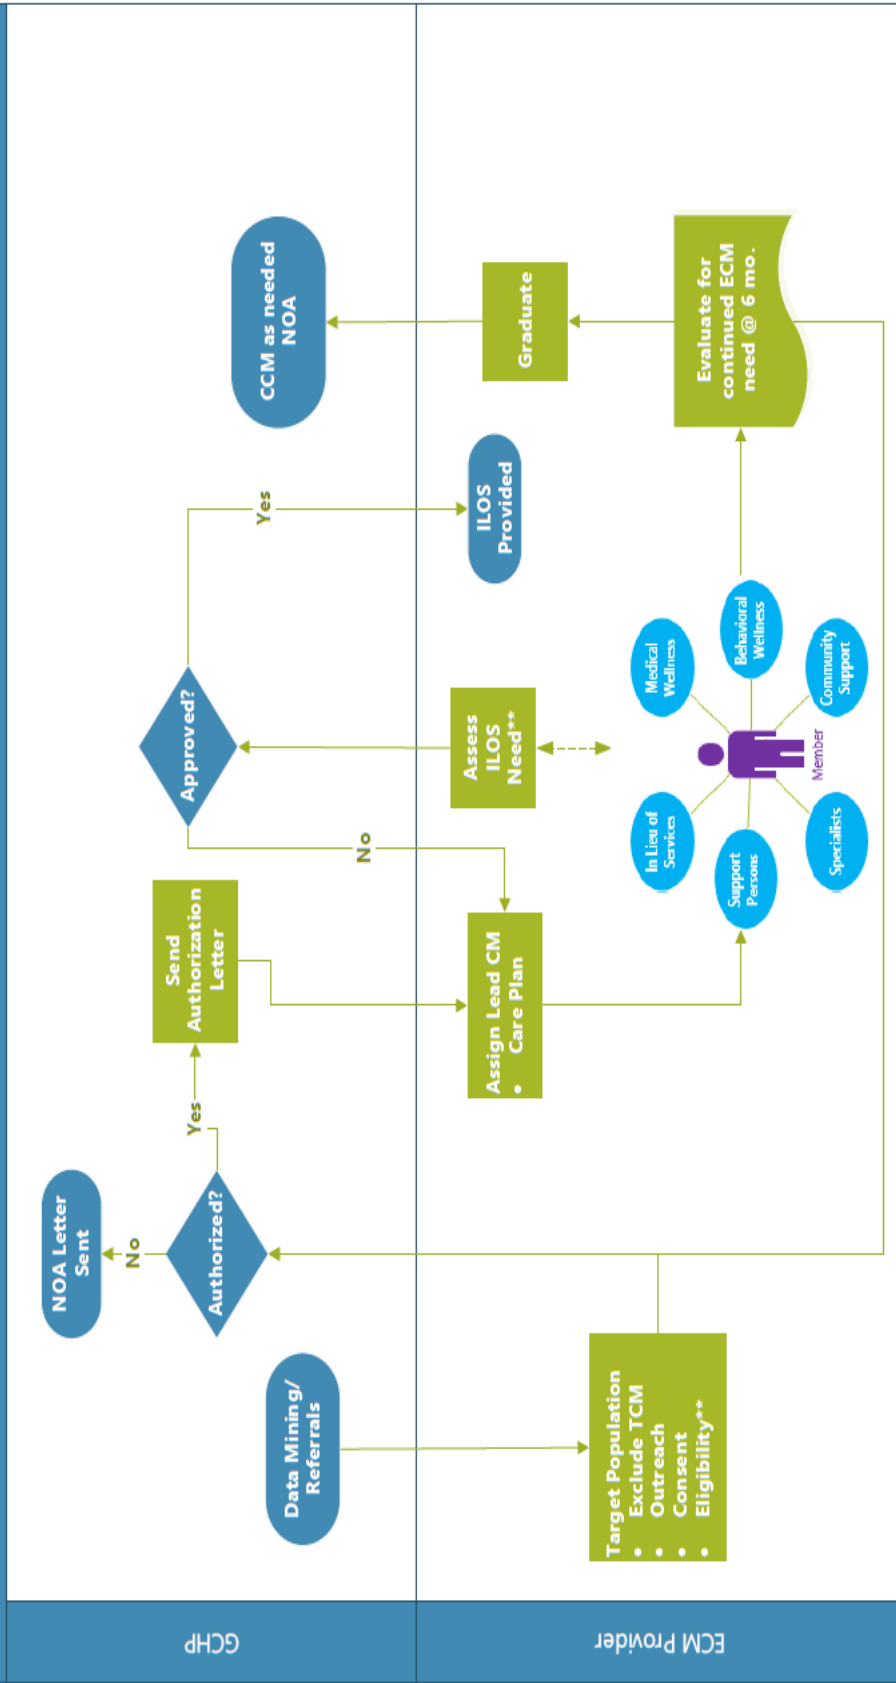 GCHP
Data Mining/
Referrals
NOA Letter
Sent
No
Authorized?
Yes
Send
Authorization
Letter
No
Approved?
Yes
CCM as needed
NOA
ECM Provider
Target Population
• Exclude TCM
• Outreach
• Consent
• Eligibility**
Assign Lead CM
• Care Plan
Assess
ILOS
Need**
ILOS
Provided
Graduate
In Lieu of
Services
Support
Persons
Specialists
Member
Medical
Wellness
Behavioral
Wellness
Community
Support
Evaluate for
continued ECM
need @ 6 mo.